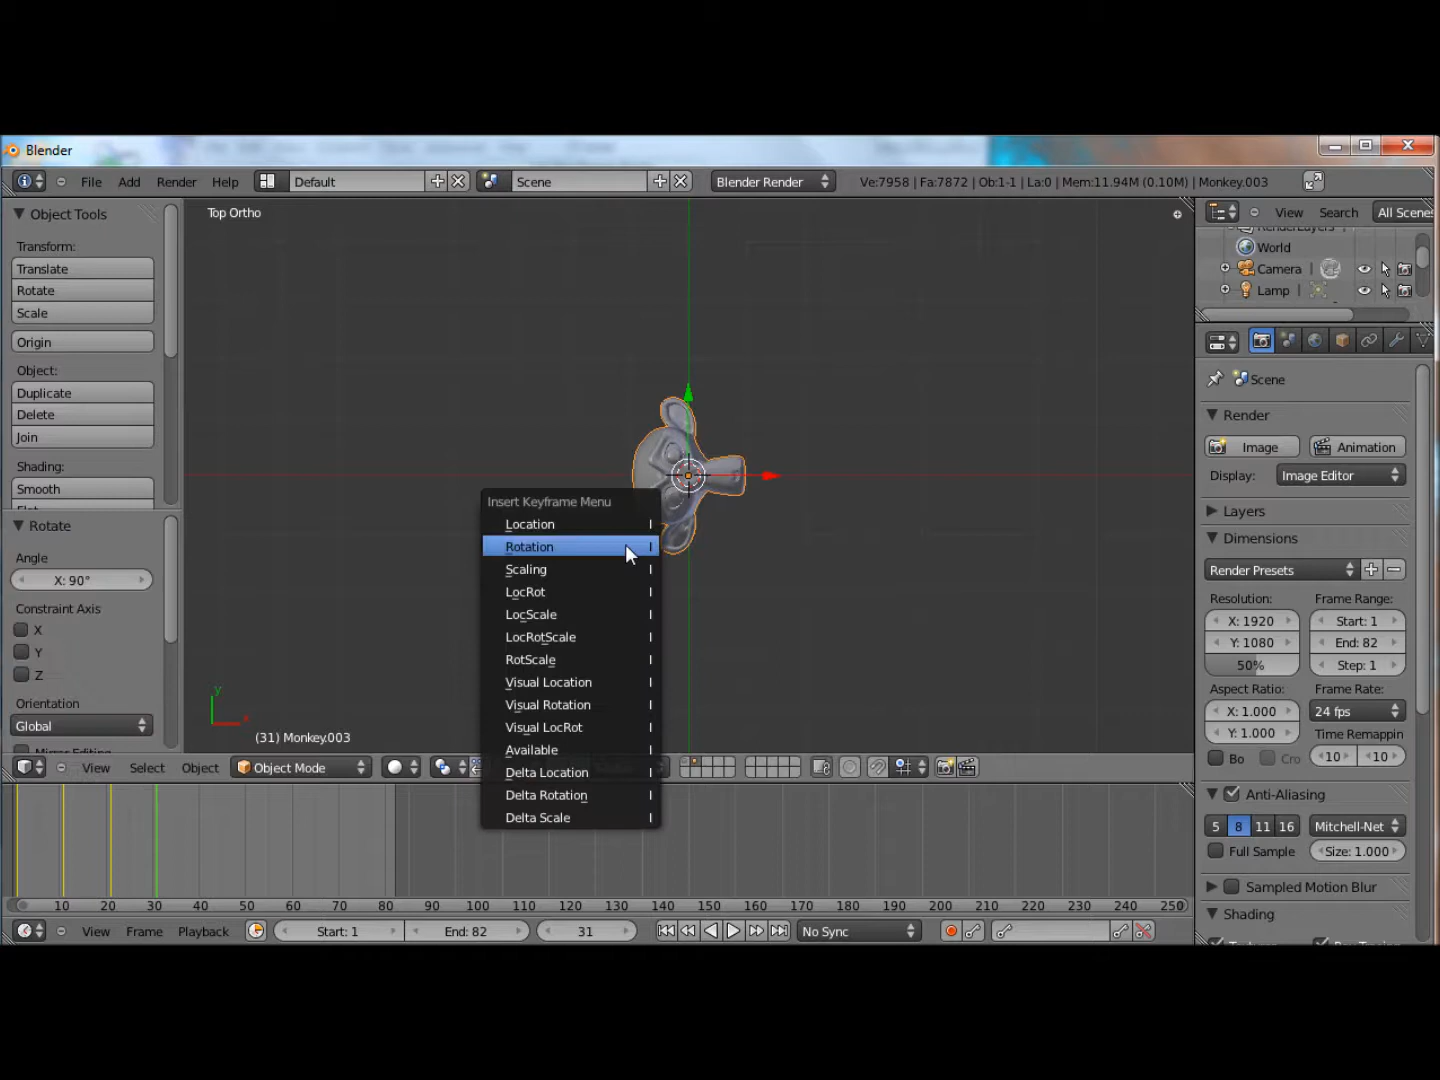 Blender
File Add Render Help Default Scene Blender Render Ve:7958 | Fa:7872 | Ob:1-1 | La:0 | Mem:11.94M (0.10M) | Monkey.003
Object Tools
Transform:
Translate
Rotate
Scale
Origin
Object:
Duplicate
Delete
Join
Shading:
Smooth
Rotate
Angle
X: 90°
Constraint Axis
X
Y
Z
Orientation
Global
Top Ortho
y
x
(31) Monkey.003
Insert Keyframe Menu
Location I
Rotation I
Scaling I
LocRot I
LocScale I
LocRotScale I
RotScale I
Visual Location I
Visual Rotation I
Visual LocRot I
Available I
Delta Location I
Delta Rotation I
Delta Scale I
View Select Object Object Mode
10 20 30 40 50 60 70 80 90 100 110 120 130 140 150 160 170 180 190 200 210 220 230 240 250
View Frame Playback Start: 1 End: 82 31 No Sync
View Search All Scenes
World
Camera
Lamp
Scene
Render
Image Animation
Display: Image Editor
Layers
Dimensions
Render Presets
Resolution: Frame Range:
X: 1920 Start: 1
Y: 1080 End: 82
50% Step: 1
Aspect Ratio: Frame Rate:
X: 1.000 24 fps
Y: 1.000 Time Remappin
Bo Cro 10 10
Anti-Aliasing
5 8 11 16 Mitchell-Net
Full Sample Size: 1.000
Sampled Motion Blur
Shading